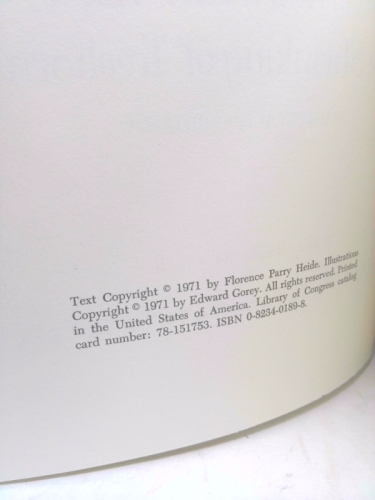 Text Copyright © 1971 by Florence Parry Heide. Illustrations
Copyright © 1971 by Edward Gorey. All rights reserved. Printed
in the United States of America. Library of Congress catalog
card number: 78-151753. ISBN 0-8234-0189-8.